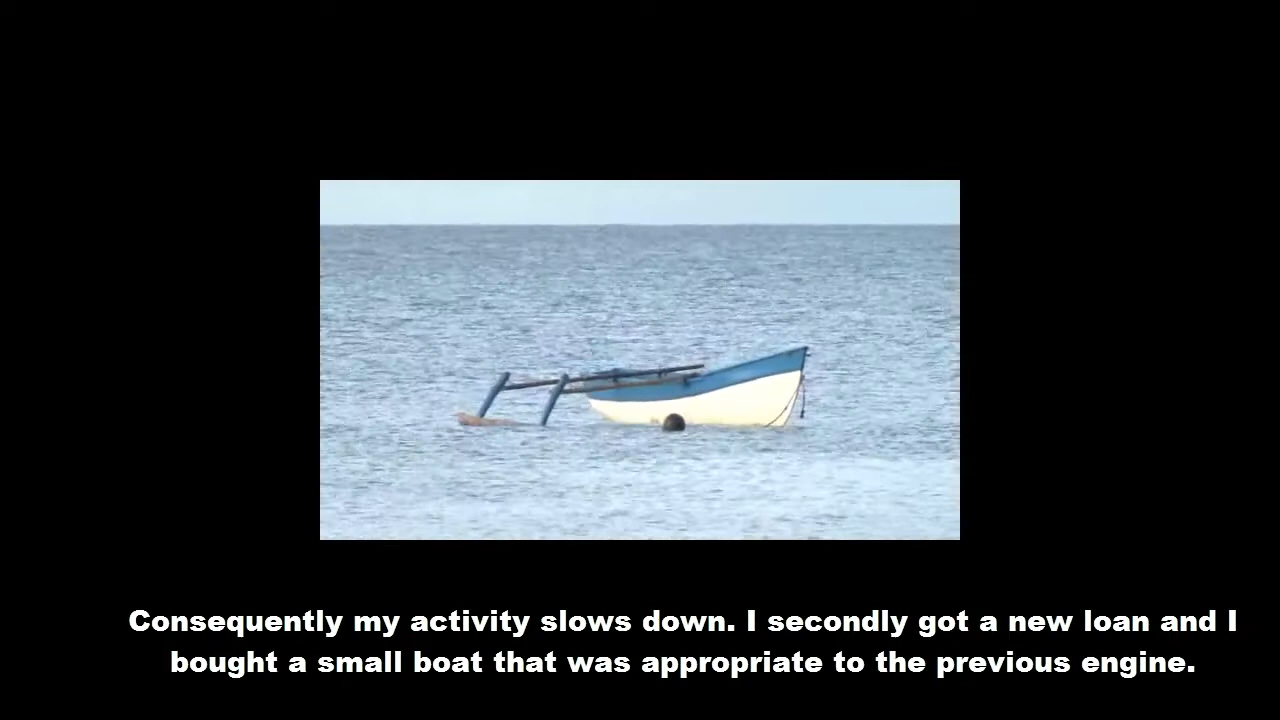 Consequently my activity slows down. I secondly got a new loan and I
bought a small boat that was appropriate to the previous engine.